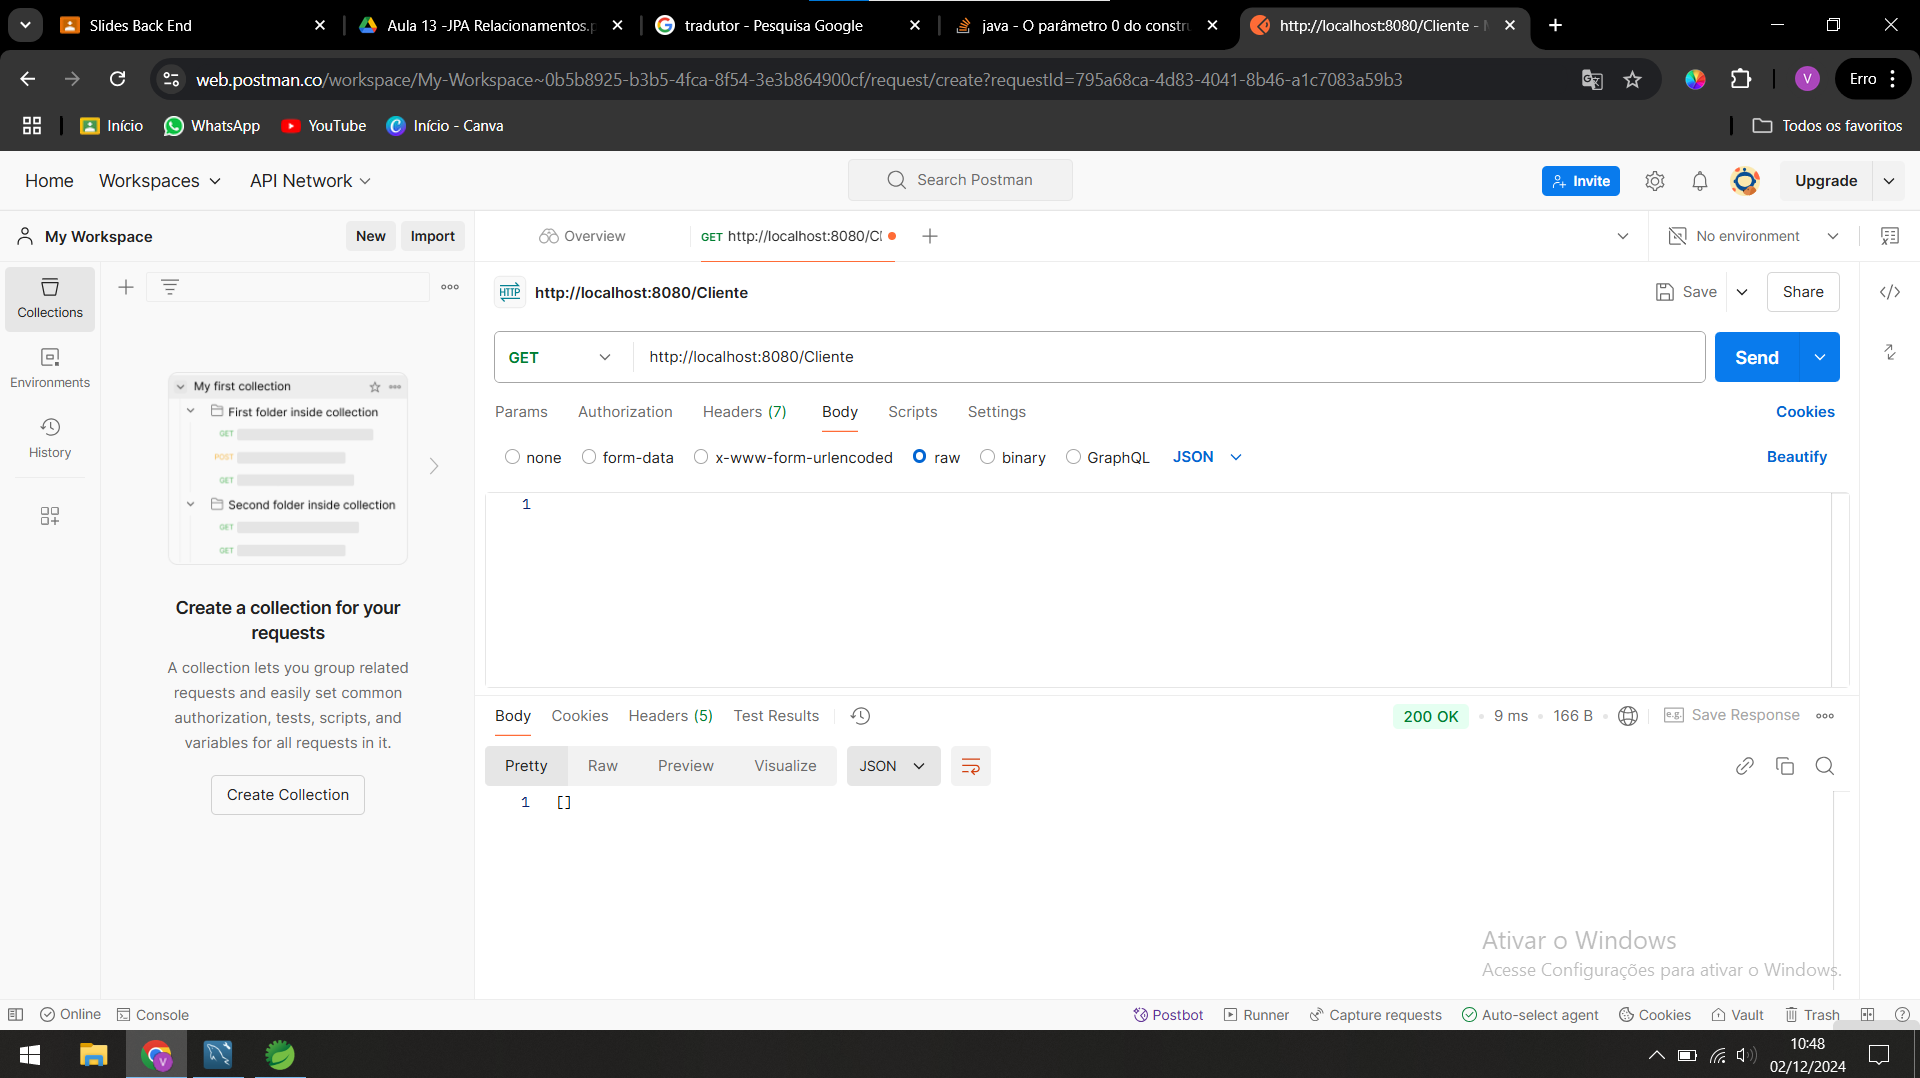 Slides Back End
Aula 13 -JPA Relacionamentos.p
tradutor - Pesquisa Google
java - O parâmetro 0 do constru
http://localhost:8080/Cliente - M
web.postman.co/workspace/My-Workspace~0b5b8925-b3b5-4fca-8f54-3e3b864900cf/request/create?requestId=795a68ca-4d83-4041-8b46-a1c7083a59b3
V
Erro
Início
WhatsApp
YouTube
Início - Canva
Todos os favoritos
Home
Workspaces
API Network
Search Postman
Invite
Upgrade
My Workspace
New
Import
Overview
GET http://localhost:8080/Cl
No environment
Collections
Environments
History
My first collection
First folder inside collection
GET
POST
GET
Second folder inside collection
GET
GET
Create a collection for your
requests
A collection lets you group related
requests and easily set common
authorization, tests, scripts, and
variables for all requests in it.
Create Collection
HTTP
http://localhost:8080/Cliente
Save
Share
GET
http://localhost:8080/Cliente
Send
Params
Authorization
Headers (7)
Body
Scripts
Settings
Cookies
none
form-data
x-www-form-urlencoded
raw
binary
GraphQL
JSON
Beautify
1
Body
Cookies
Headers (5)
Test Results
200 OK
9 ms
166 B
e.g.
Save Response
Pretty
Raw
Preview
Visualize
JSON
1
[]
Ativar o Windows
Acesse Configurações para ativar o Windows.
Online
Console
Postbot
Runner
Capture requests
Auto-select agent
Cookies
Vault
Trash
V
10:48
02/12/2024